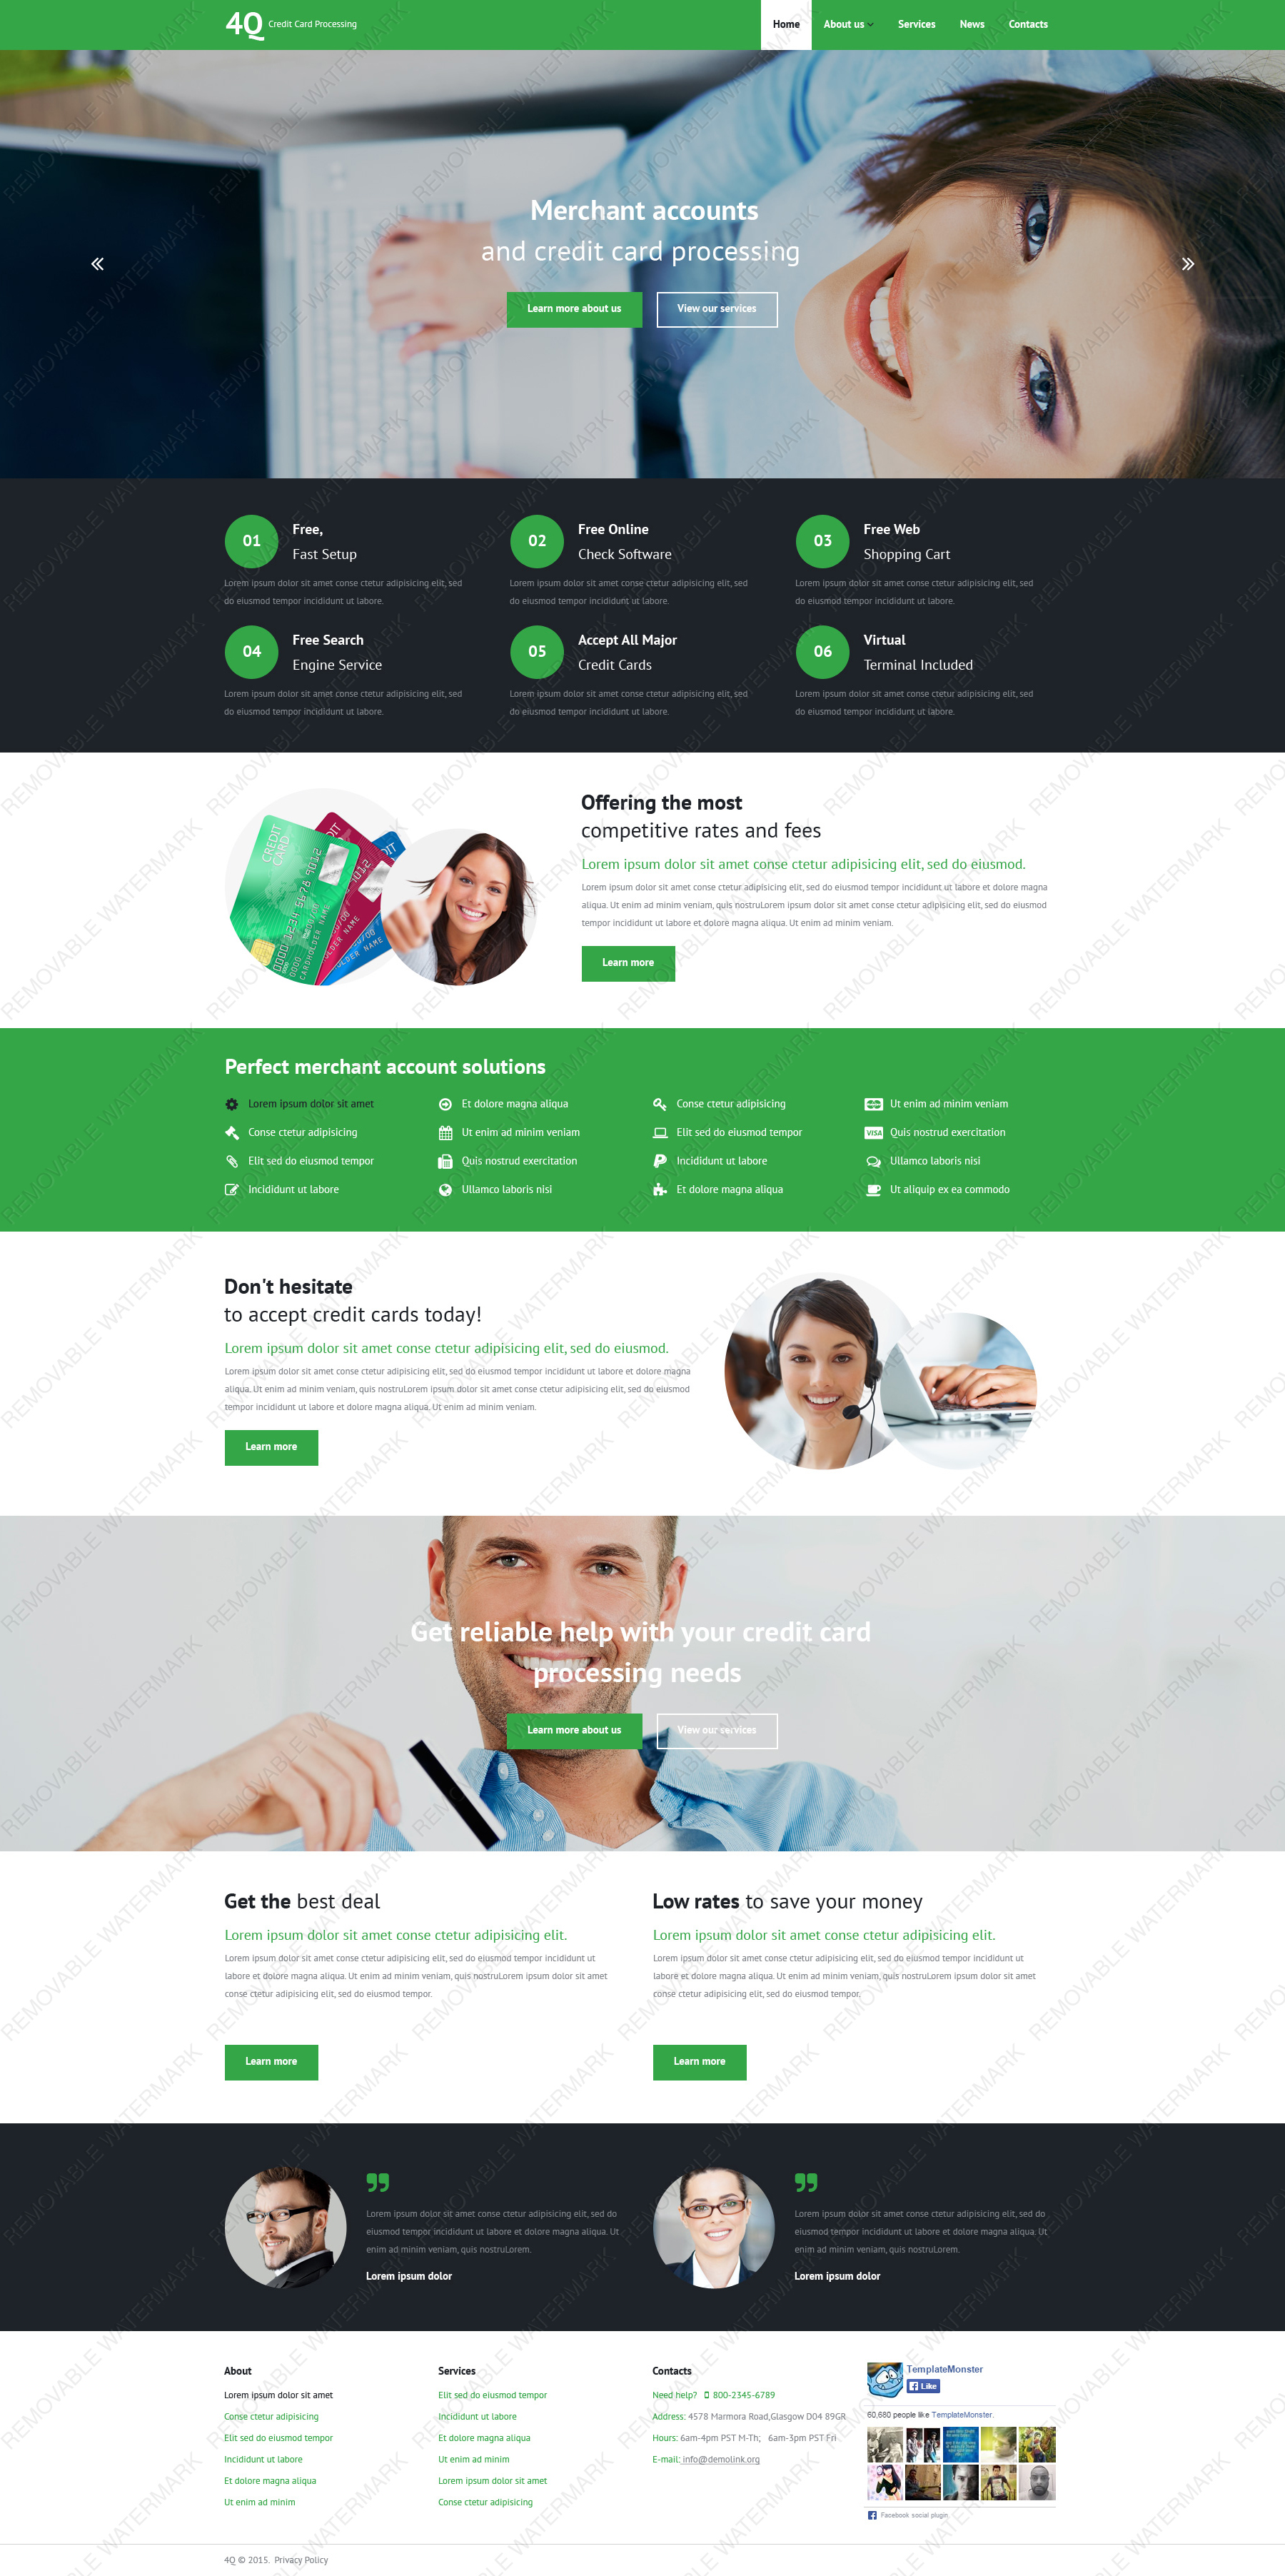 4Q Credit Card Processing
Home About us Services News Contacts
Merchant accounts
and credit card processing
Learn more about us View our services
01 Free,
Fast Setup
Lorem ipsum dolor sit amet conse ctetur adipisicing elit, sed
do eiusmod tempor incididunt ut labore.
02 Free Online
Check Software
Lorem ipsum dolor sit amet conse ctetur adipisicing elit, sed
do eiusmod tempor incididunt ut labore.
03 Free Web
Shopping Cart
Lorem ipsum dolor sit amet conse ctetur adipisicing elit, sed
do eiusmod tempor incididunt ut labore.
04 Free Search
Engine Service
Lorem ipsum dolor sit amet conse ctetur adipisicing elit, sed
do eiusmod tempor incididunt ut labore.
05 Accept All Major
Credit Cards
Lorem ipsum dolor sit amet conse ctetur adipisicing elit, sed
do eiusmod tempor incididunt ut labore.
06 Virtual
Terminal Included
Lorem ipsum dolor sit amet conse ctetur adipisicing elit, sed
do eiusmod tempor incididunt ut labore.
CREDIT
CARD
Offering the most
competitive rates and fees
Lorem ipsum dolor sit amet conse ctetur adipisicing elit, sed do eiusmod.
Lorem ipsum dolor sit amet conse ctetur adipisicing elit, sed do eiusmod tempor incididunt ut labore et dolore magna
aliqua. Ut enim ad minim veniam, quis nostruLorem ipsum dolor sit amet conse ctetur adipisicing elit, sed do eiusmod
tempor incididunt ut labore et dolore magna aliqua. Ut enim ad minim veniam.
Learn more
Perfect merchant account solutions
Lorem ipsum dolor sit amet
Conse ctetur adipisicing
Elit sed do eiusmod tempor
Incididunt ut labore
Et dolore magna aliqua
Ut enim ad minim veniam
Quis nostrud exercitation
Ullamco laboris nisi
Conse ctetur adipisicing
Elit sed do eiusmod tempor
Incididunt ut labore
Et dolore magna aliqua
Ut enim ad minim veniam
VISA Quis nostrud exercitation
Ullamco laboris nisi
Ut aliquip ex ea commodo
Don't hesitate
to accept credit cards today!
Lorem ipsum dolor sit amet conse ctetur adipisicing elit, sed do eiusmod.
Lorem ipsum dolor sit amet conse ctetur adipisicing elit, sed do eiusmod tempor incididunt ut labore et dolore magna
aliqua. Ut enim ad minim veniam, quis nostruLorem ipsum dolor sit amet conse ctetur adipisicing elit, sed do eiusmod
tempor incididunt ut labore et dolore magna aliqua. Ut enim ad minim veniam.
Learn more
Get reliable help with your credit card
processing needs
Learn more about us View our services
Get the best deal
Lorem ipsum dolor sit amet conse ctetur adipisicing elit.
Lorem ipsum dolor sit amet conse ctetur adipisicing elit, sed do eiusmod tempor incididunt ut
labore et dolore magna aliqua. Ut enim ad minim veniam, quis nostruLorem ipsum dolor sit amet
conse ctetur adipisicing elit, sed do eiusmod tempor.
Learn more
Low rates to save your money
Lorem ipsum dolor sit amet conse ctetur adipisicing elit.
Lorem ipsum dolor sit amet conse ctetur adipisicing elit, sed do eiusmod tempor incididunt ut
labore et dolore magna aliqua. Ut enim ad minim veniam, quis nostruLorem ipsum dolor sit amet
conse ctetur adipisicing elit, sed do eiusmod tempor.
Learn more
Lorem ipsum dolor sit amet conse ctetur adipisicing elit, sed do
eiusmod tempor incididunt ut labore et dolore magna aliqua. Ut
enim ad minim veniam, quis nostruLorem.
Lorem ipsum dolor
Lorem ipsum dolor sit amet conse ctetur adipisicing elit, sed do
eiusmod tempor incididunt ut labore et dolore magna aliqua. Ut
enim ad minim veniam, quis nostruLorem.
Lorem ipsum dolor
About
Lorem ipsum dolor sit amet
Conse ctetur adipisicing
Elit sed do eiusmod tempor
Incididunt ut labore
Et dolore magna aliqua
Ut enim ad minim
Services
Elit sed do eiusmod tempor
Incididunt ut labore
Et dolore magna aliqua
Ut enim ad minim
Lorem ipsum dolor sit amet
Conse ctetur adipisicing
Contacts
Need help? 800-2345-6789
Address: 4578 Marmora Road,Glasgow D04 89GR
Hours: 6am-4pm PST M-Th; 6am-3pm PST Fri
E-mail: info@demolink.org
TemplateMonster
Like
60,680 people like TemplateMonster.
Facebook social plugin
4Q © 2015. Privacy Policy
REMOVABLE WATERMARK